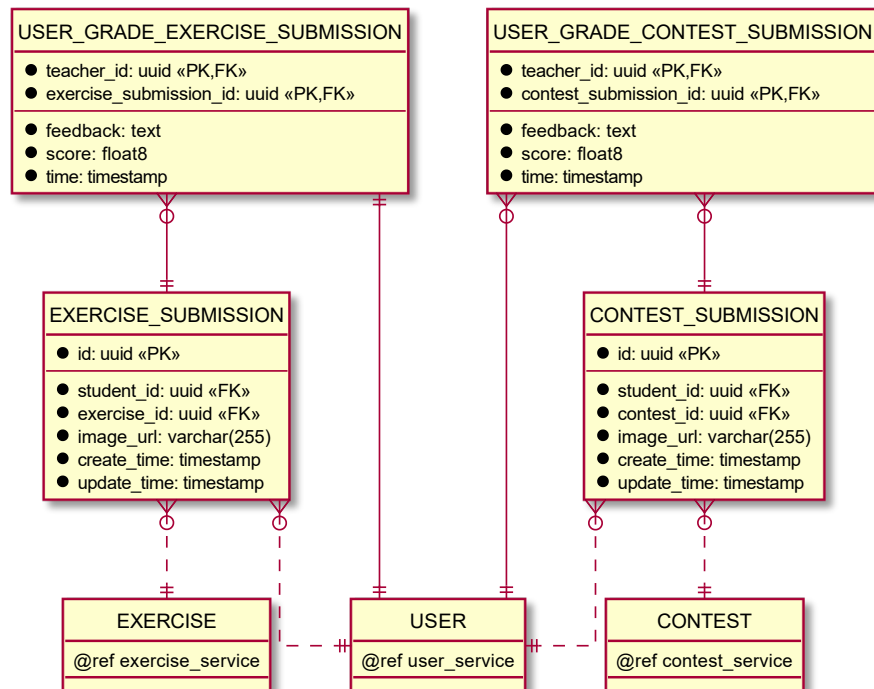 USER_GRADE_EXERCISE_SUBMISSION
teacher_id: uuid «PK,FK»
exercise_submission_id: uuid «PK,FK»
feedback: text
score: float8
time: timestamp
USER_GRADE_CONTEST_SUBMISSION
teacher_id: uuid «PK,FK»
contest_submission_id: uuid «PK,FK»
feedback: text
score: float8
time: timestamp
EXERCISE_SUBMISSION
id: uuid «PK»
student_id: uuid «FK»
exercise_id: uuid «FK»
image_url: varchar(255)
create_time: timestamp
update_time: timestamp
CONTEST_SUBMISSION
id: uuid «PK»
student_id: uuid «FK»
contest_id: uuid «FK»
image_url: varchar(255)
create_time: timestamp
update_time: timestamp
EXERCISE
@ref exercise_service
USER
@ref user_service
CONTEST
@ref contest_service